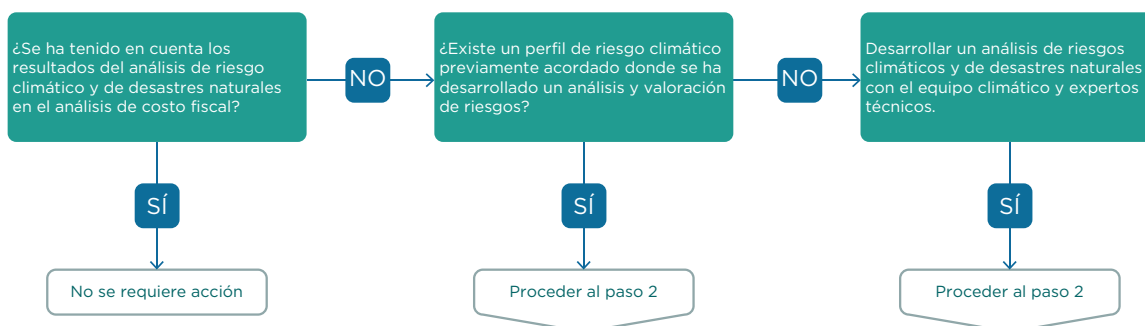 ¿Se ha tenido en cuenta los
resultados del análisis de riesgo
climático y de desastres naturales
en el análisis de costo fiscal?
NO
¿Existe un perfil de riesgo climático
previamente acordado donde se ha
desarrollado un análisis y valoración
de riesgos?
NO
Desarrollar un análisis de riesgos
climáticos y de desastres naturales
con el equipo climático y expertos
técnicos.
SÍ
SÍ
SÍ
No se requiere acción
Proceder al paso 2
Proceder al paso 2